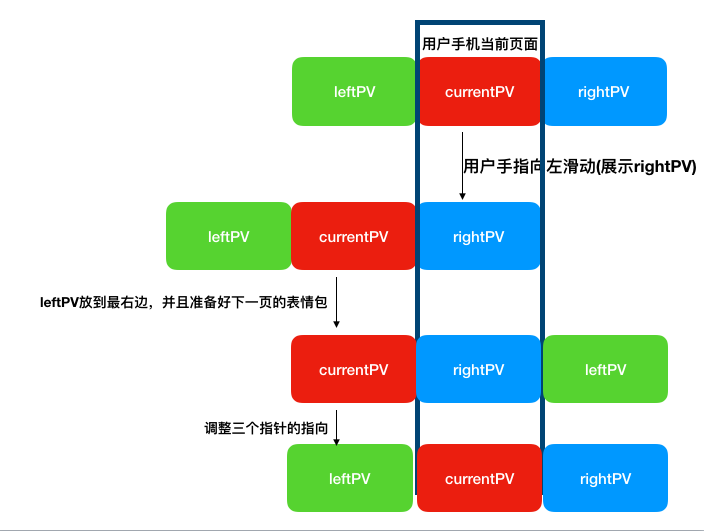 用户手机当前页面
leftPV currentPV rightPV
用户手指向左滑动(展示rightPV)
leftPV currentPV rightPV
leftPV放到最右边，并且准备好下一页的表情包
currentPV rightPV leftPV
调整三个指针的指向
leftPV currentPV rightPV